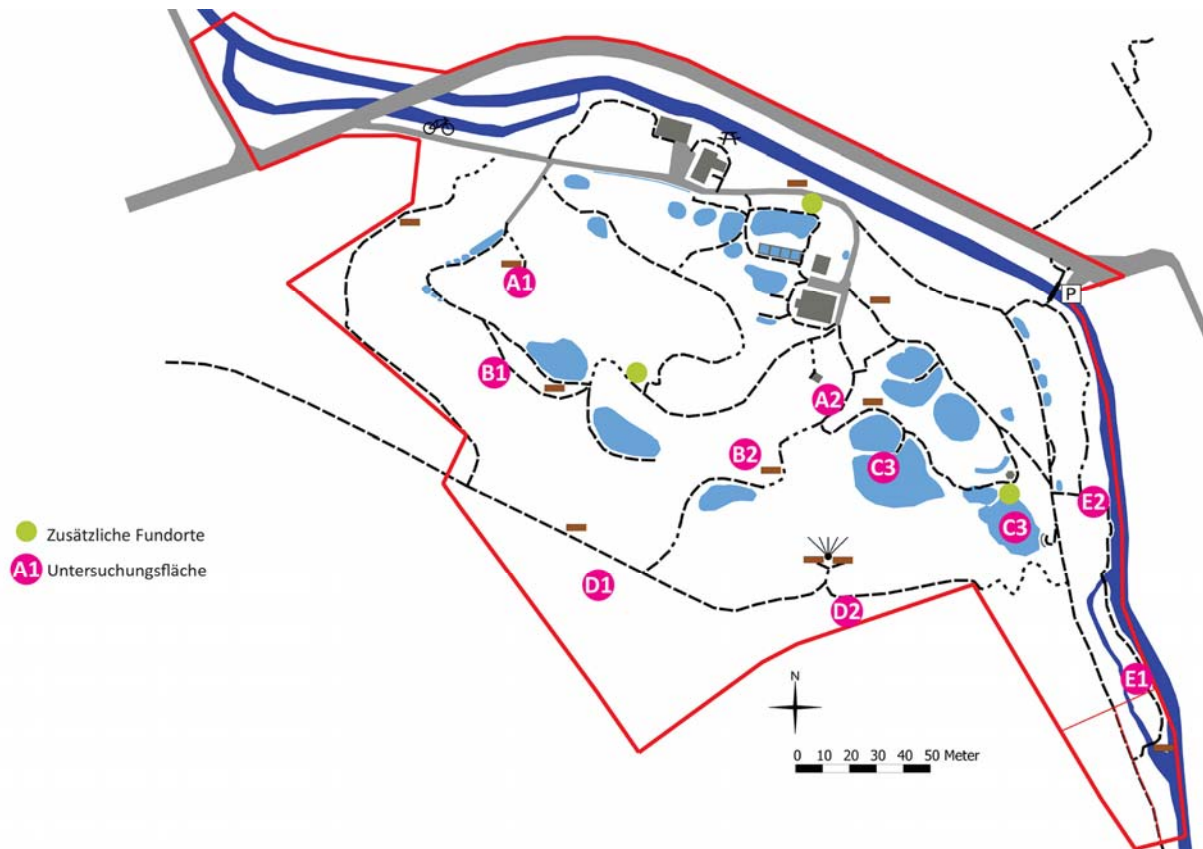 P
A1
B1
A2
B2
C3
E2
C3
Zusätzliche Fundorte
A1 Untersuchungsfläche
D1
D2
E1
N
0 10 20 30 40 50 Meter